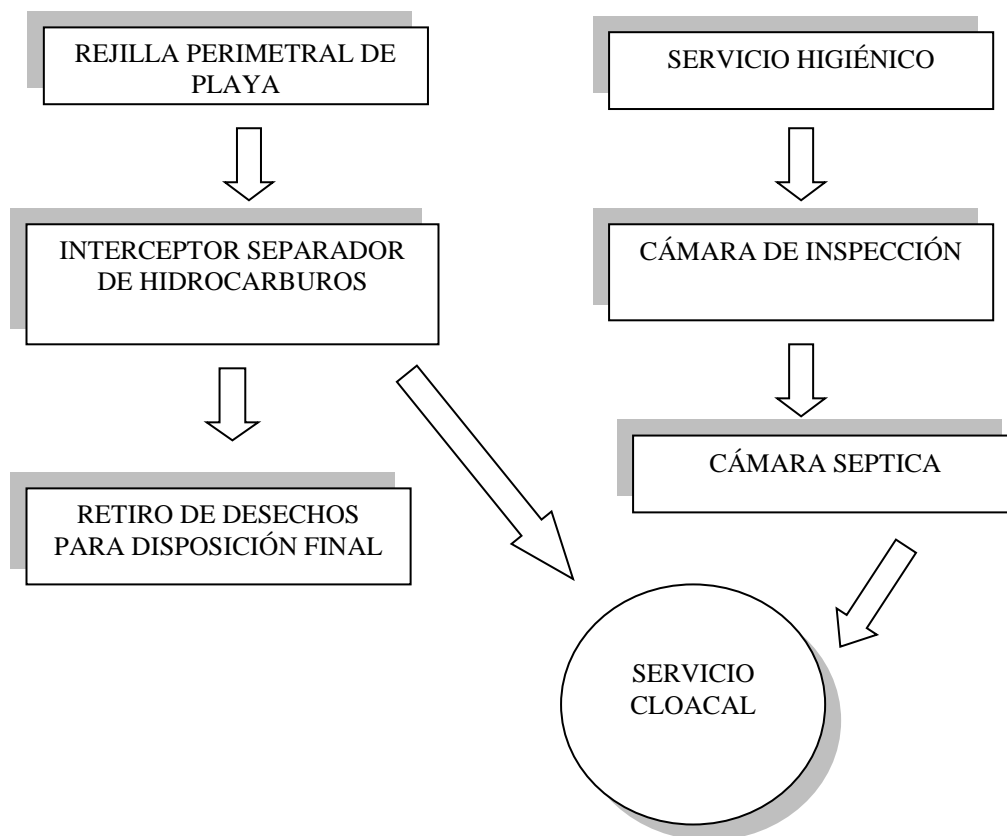 REJILLA PERIMETRAL DE
PLAYA
SERVICIO HIGIÉNICO
INTERCEPTOR SEPARADOR
DE HIDROCARBUROS
CÁMARA DE INSPECCIÓN
CÁMARA SEPTICA
RETIRO DE DESECHOS
PARA DISPOSICIÓN FINAL
SERVICIO
CLOACAL